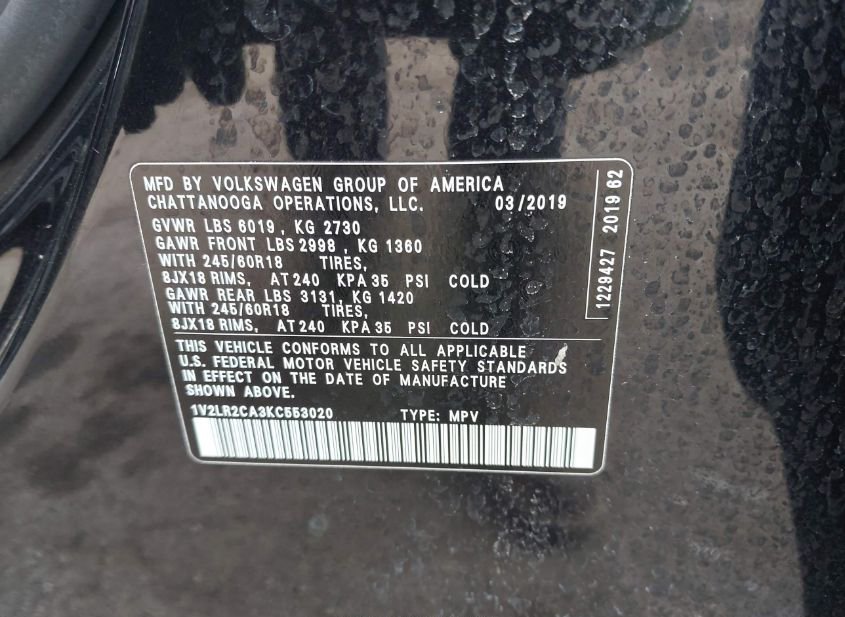 MFD BY VOLKSWAGEN GROUP OF AMERICA
CHATTANOOGA OPERATIONS, LLC. 03/2019
GVWR LBS 6019, KG 2730
GAWR FRONT LBS 2998, KG 1360
WITH 245/60R18 TIRES,
8JX18 RIMS, AT 240 KPA 35 PSI COLD
GAWR REAR LBS 3131, KG 1420
WITH 245/60R18 TIRES,
8JX18 RIMS, AT 240 KPA 35 PSI COLD
THIS VEHICLE CONFORMS TO ALL APPLICABLE
U.S. FEDERAL MOTOR VEHICLE SAFETY STANDARDS
IN EFFECT ON THE DATE OF MANUFACTURE
SHOWN ABOVE.
1V2LR2CA3KC553020 TYPE: MPV
1229427 2019 62